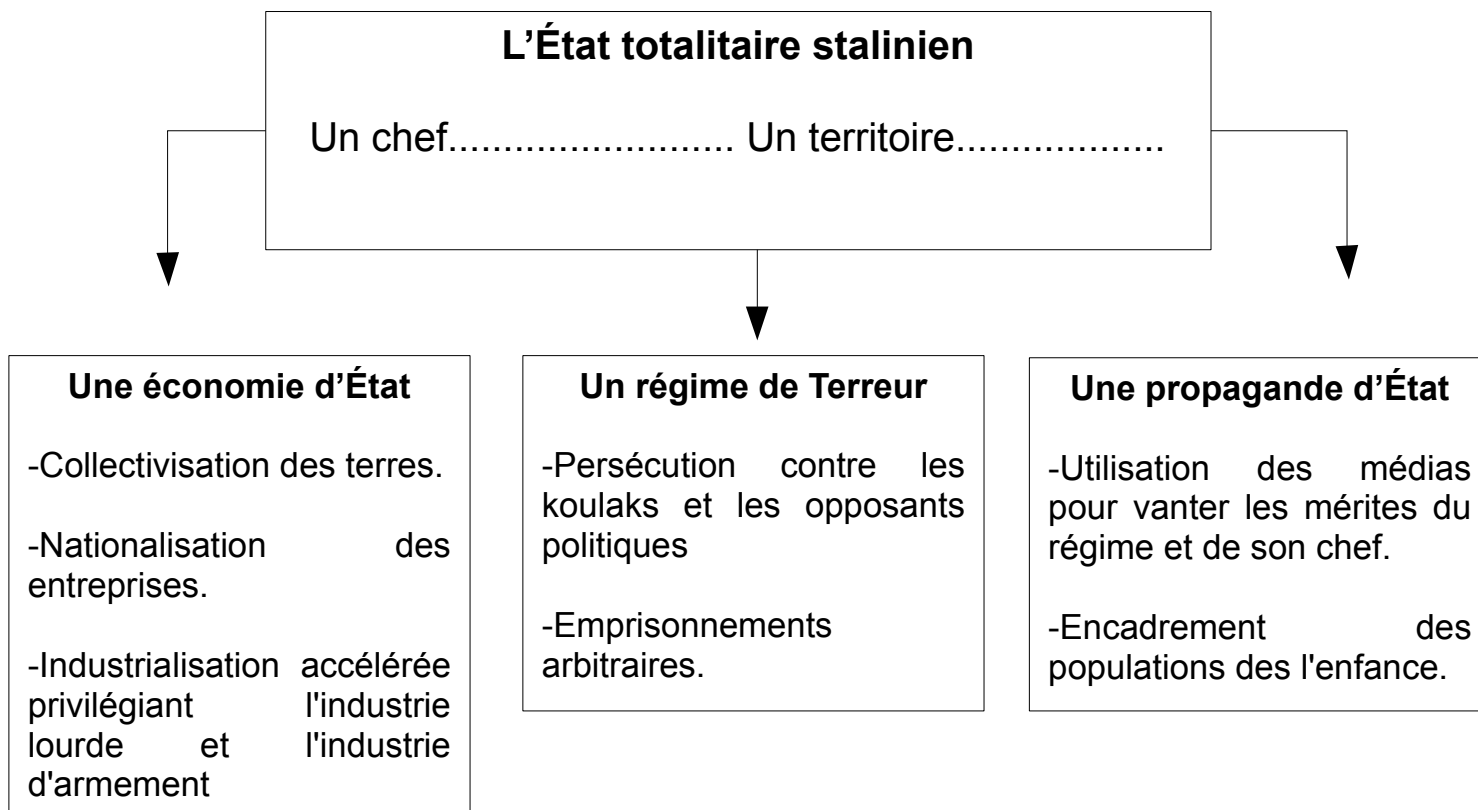 L’État totalitaire stalinien
Un chef.......................... Un territoire...................
Une économie d’État
-Collectivisation des terres.
-Nationalisation des
entreprises.
-Industrialisation accélérée
privilégiant l'industrie
lourde et l'industrie
d'armement
Un régime de Terreur
-Persécution contre les
koulaks et les opposants
politiques
-Emprisonnements
arbitraires.
Une propagande d’État
-Utilisation des médias
pour vanter les mérites du
régime et de son chef.
-Encadrement des
populations des l'enfance.